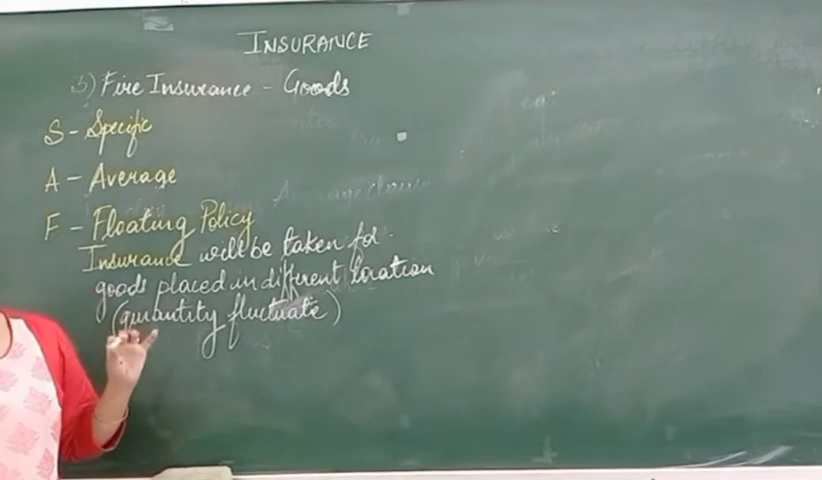 INSURANCE
3) Fire Insurance - Goods
S - Specific
A - Average
F - Floating Policy
Insurance will be taken for
goods placed in different location
(quantity fluctuate)